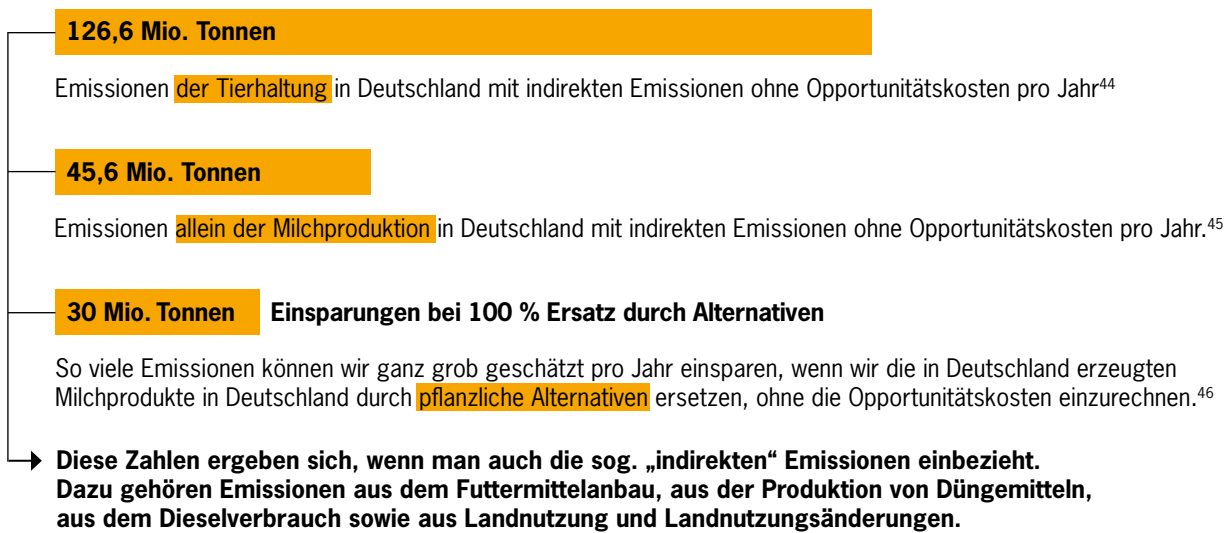 126,6 Mio. Tonnen
Emissionen der Tierhaltung in Deutschland mit indirekten Emissionen ohne Opportunitätskosten pro Jahr⁴⁴
45,6 Mio. Tonnen
Emissionen allein der Milchproduktion in Deutschland mit indirekten Emissionen ohne Opportunitätskosten pro Jahr.⁴⁵
30 Mio. Tonnen Einsparungen bei 100 % Ersatz durch Alternativen
So viele Emissionen können wir ganz grob geschätzt pro Jahr einsparen, wenn wir die in Deutschland erzeugten
Milchprodukte in Deutschland durch pflanzliche Alternativen ersetzen, ohne die Opportunitätskosten einzurechnen.⁴⁶
Diese Zahlen ergeben sich, wenn man auch die sog. „indirekten“ Emissionen einbezieht.
Dazu gehören Emissionen aus dem Futtermittelanbau, aus der Produktion von Düngemitteln,
aus dem Dieselverbrauch sowie aus Landnutzung und Landnutzungsänderungen.